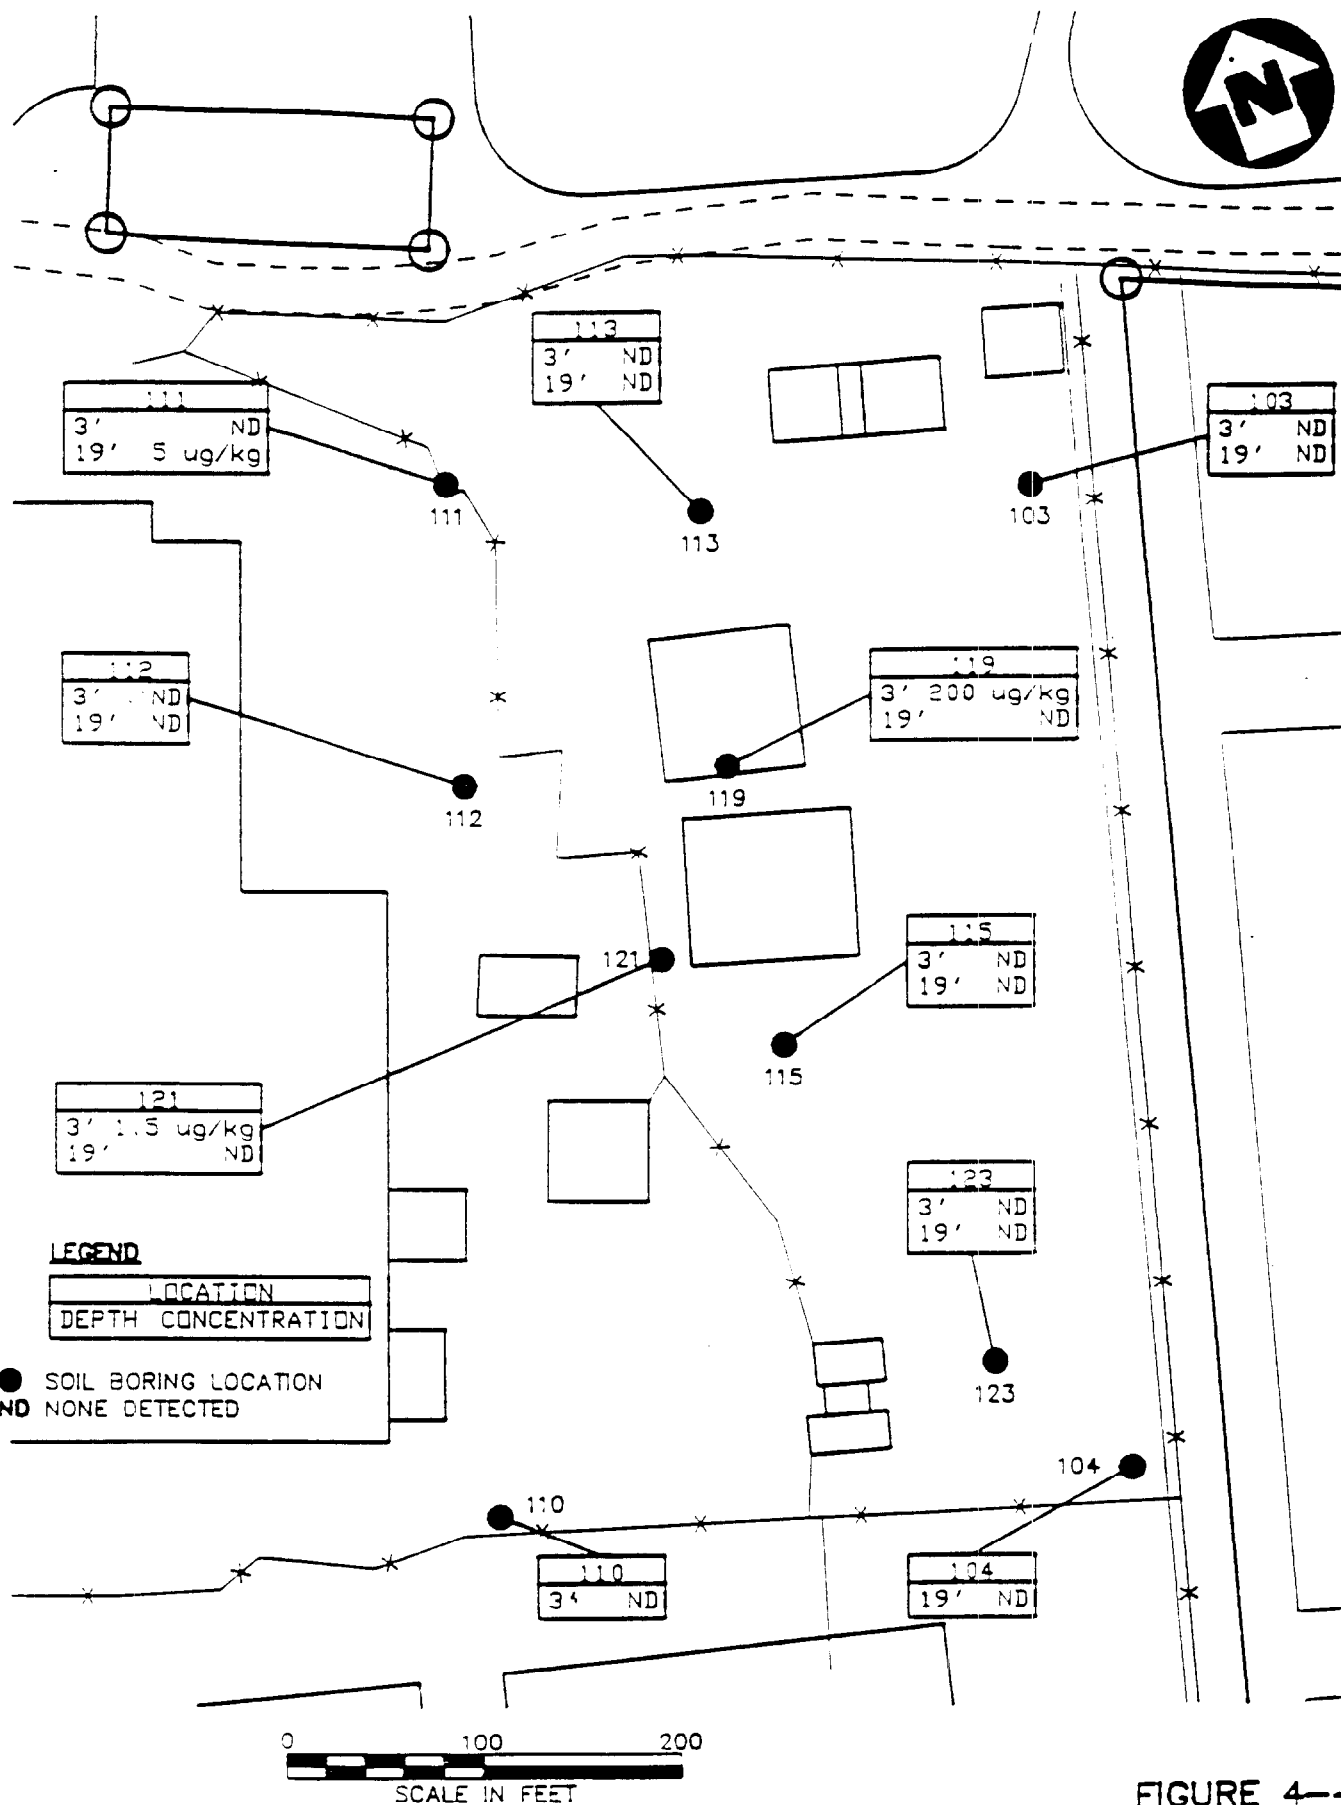 N
113
3' ND
19' ND
111
3' ND
19' 5 ug/kg
103
3' ND
19' ND
111
113
103
112
3' ND
19' ND
119
3' 200 ug/kg
19' ND
119
112
115
3' ND
19' ND
121
115
121
3' 1.5 ug/kg
19' ND
123
3' ND
19' ND
LEGEND
LOCATION
DEPTH CONCENTRATION
SOIL BORING LOCATION
ND NONE DETECTED
123
104
110
110
3' ND
104
19' ND
0 100 200
SCALE IN FEET
FIGURE 4-